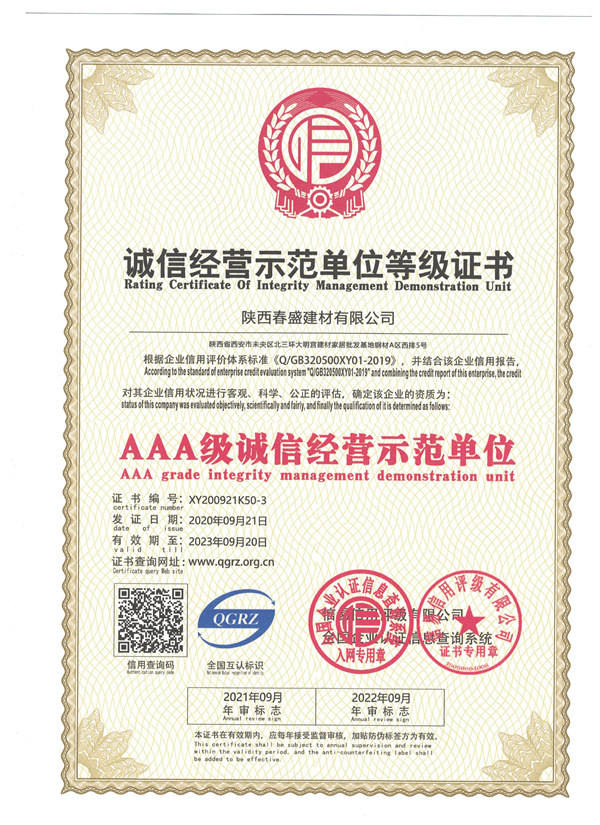 诚信经营示范单位等级证书
Rating Certificate Of Integrity Management Demonstration Unit
陕西春盛建材有限公司
陕西省西安市未央区北三环大明宫建材家居批发基地钢材A区西排5号
根据企业信用评价体系标准《Q/GB320500XY01-2019》，并结合该企业信用报告，
According to the standard of enterprise credit evaluation system "Q/GB320500XY01-2019" and combining the credit report of this enterprise, the credit
对其企业信用状况进行客观、科学、公正的评估，确定该企业的资质为：
status of this company was evaluated objectively, scientifically and fairly, and finally the qualification of it is determined as follows:
AAA级诚信经营示范单位
AAA grade integrity management demonstration unit
证书编号：XY200921K50-3
certificate number
发证日期：2020年09月21日
date of issue
有效期至：2023年09月20日
valid till
证书查询网址：www.qgrz.org.cn
Certificate query Web site
QGRZ
信用评级有限公司
全国企业认证信息查询系统
入网专用章
证书专用章
信用查询码
全国互认标识
2021年09月
年审标志
Annual review sign
2022年09月
年审标志
Annual review sign
本证书在有效期内，应每年接受监督审核，加贴防伪标签方为有效。
This certificate shall be subject to annual supervision and review
within the validity period, and the anti-counterfeiting label shall
be added to be effective.